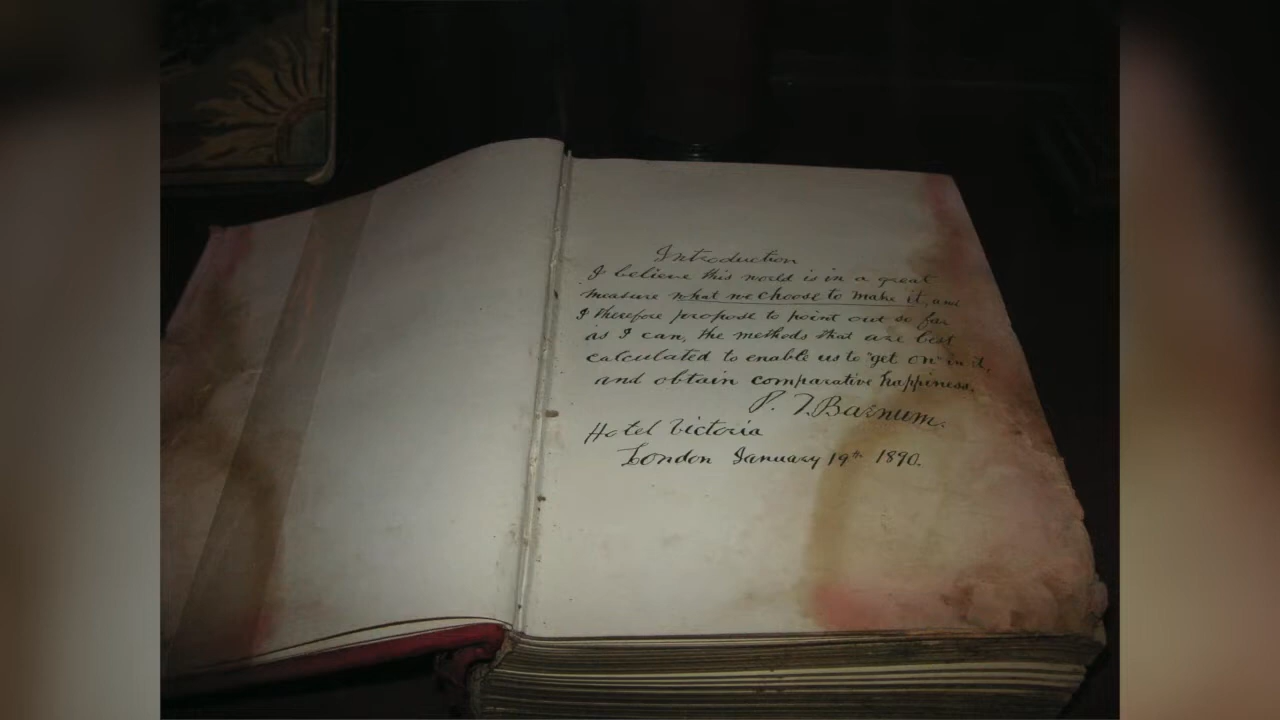 Introduction
I believe this world is in a great
measure what we choose to make it, and
I therefore propose to point out so far
as I can, the methods that are best
calculated to enable us to "get on" in it,
and obtain comparative happiness.
P. T. Barnum.
Hotel Victoria
London January 19th 1890.